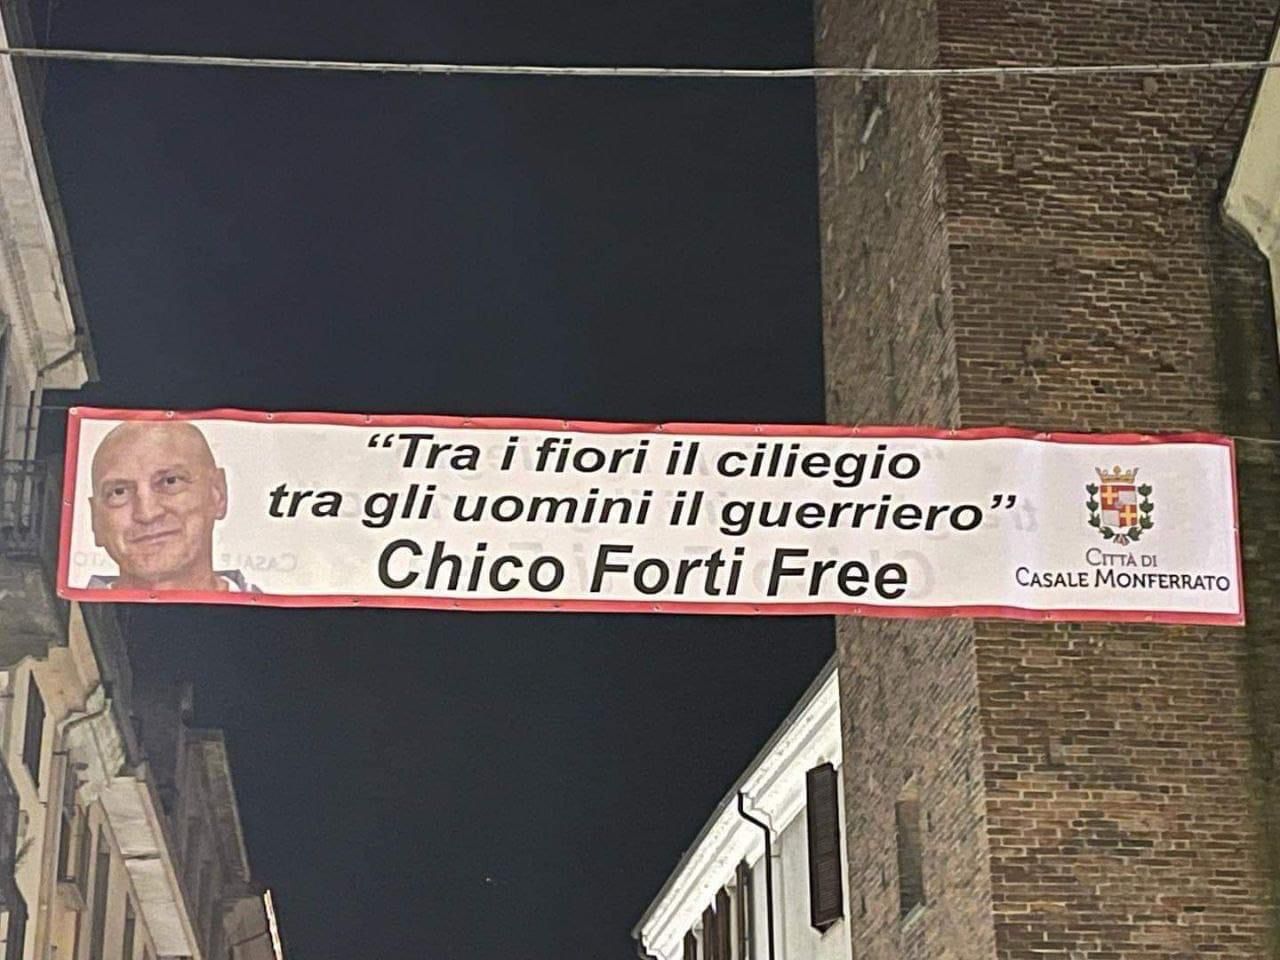 “Tra i fiori il ciliegio
tra gli uomini il guerriero”
Chico Forti Free
CITTÀ DI
CASALE MONFERRATO